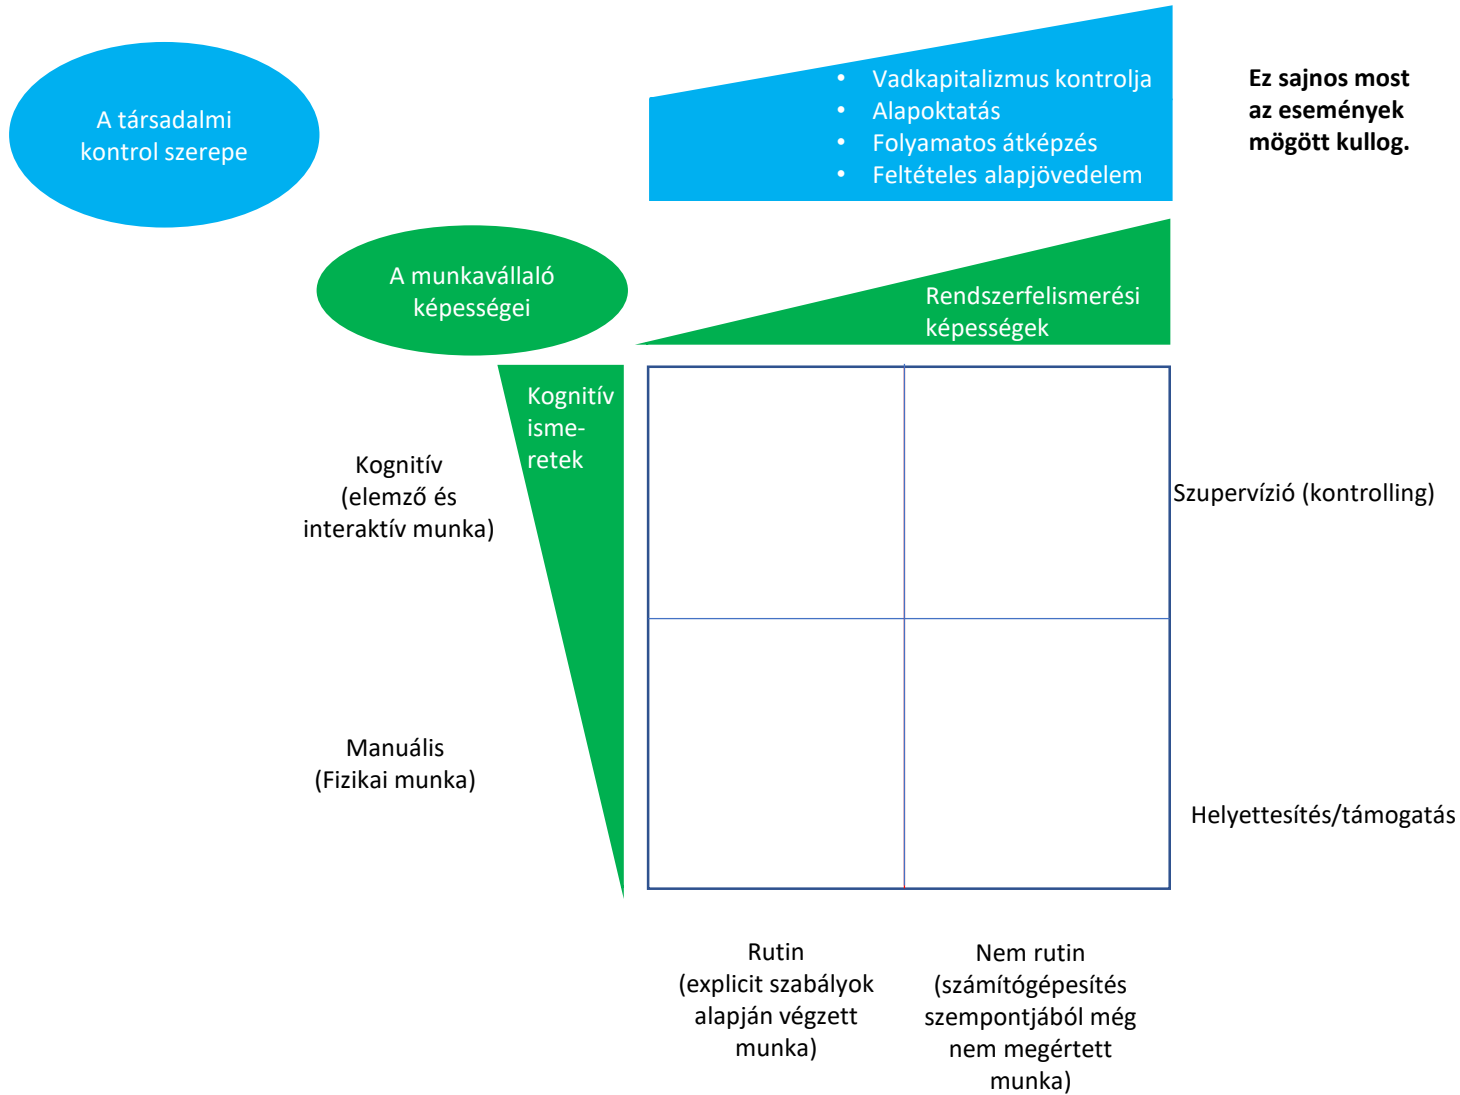 A társadalmi
kontrol szerepe
• Vadkapitalizmus kontrolja
• Alapoktatás
• Folyamatos átképzés
• Feltételes alapjövedelem
Ez sajnos most
az események
mögött kullog.
A munkavállaló
képességei
Rendszerfelismerési
képességek
Kognitív
isme-
retek
Kognitív
(elemző és
interaktív munka)
Szupervízió (kontrolling)
Manuális
(Fizikai munka)
Helyettesítés/támogatás
Rutin
(explicit szabályok
alapján végzett
munka)
Nem rutin
(számítógépesítés
szempontjából még
nem megértett
munka)